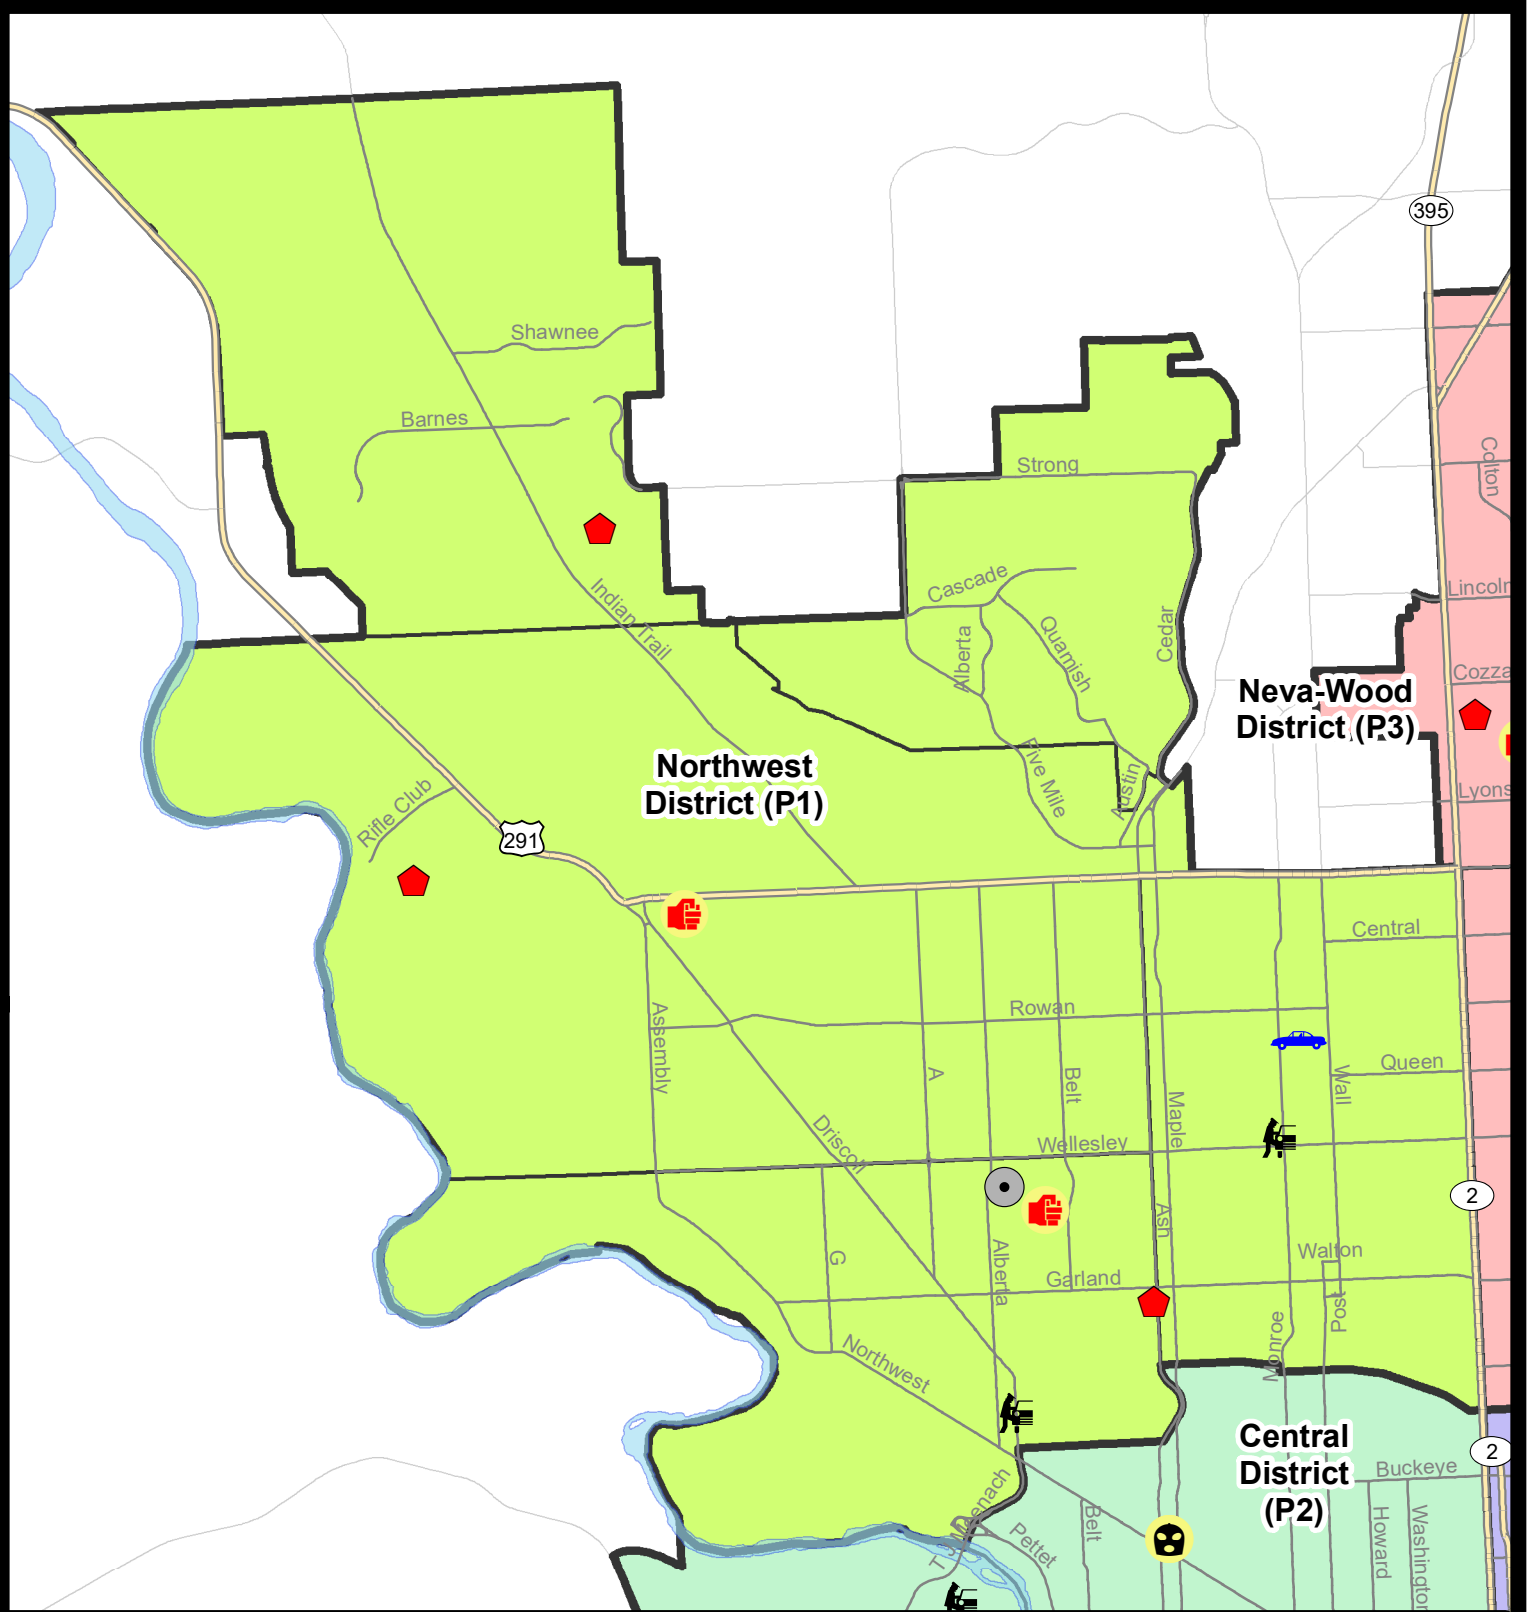 395
Shawnee
Barnes
Colton
Strong
Cascade
Indian Trail
Lincoln
Alberta
Quamish
Cedar
Cozza
Neva-Wood
District (P3)
Northwest
District (P1)
Five Mile
Austin
Lyons
Rifle Club
291
Central
Assembly
Rowan
Queen
A
Belt
Wall
Maple
Driscoll
Wellesley
2
Ash
G
Alberta
Walton
Garland
Post
Monroe
Northwest
Central
District
(P2)
2
Buckeye
T J Meenach
Pettet
Belt
Howard
Washington